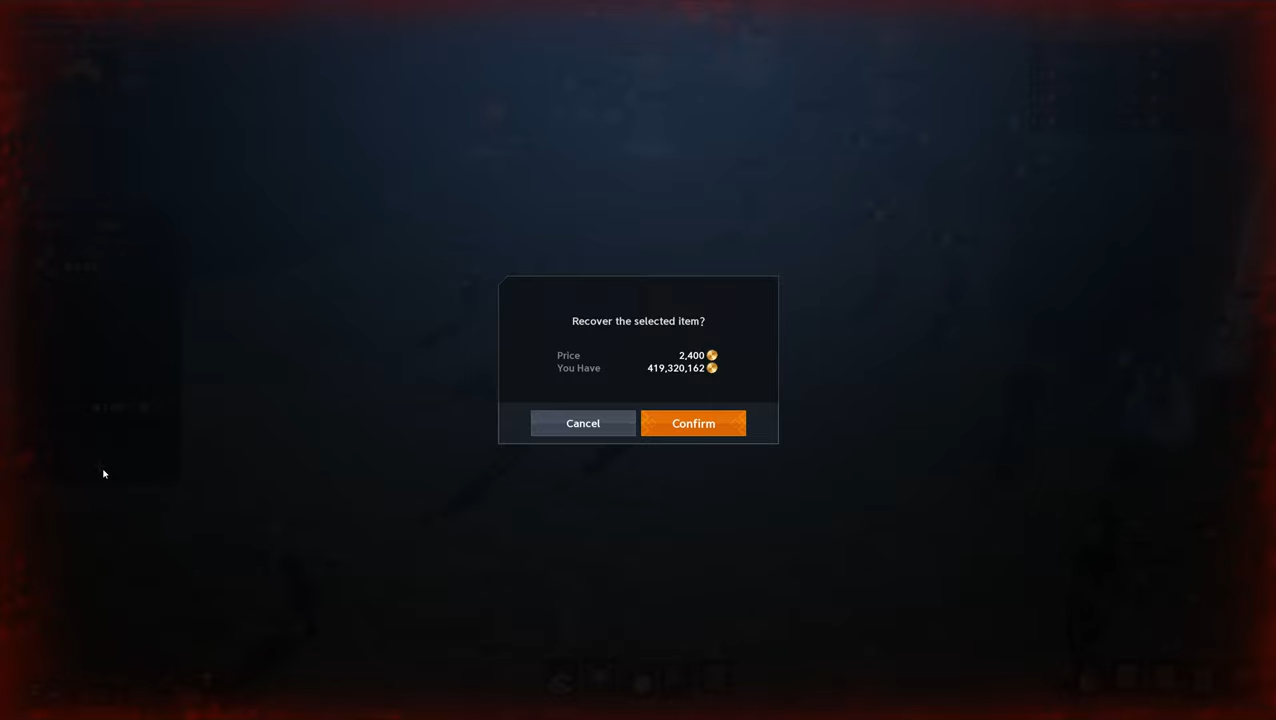 Recover the selected item?
Price 2,400
You Have 419,320,162
Cancel Confirm